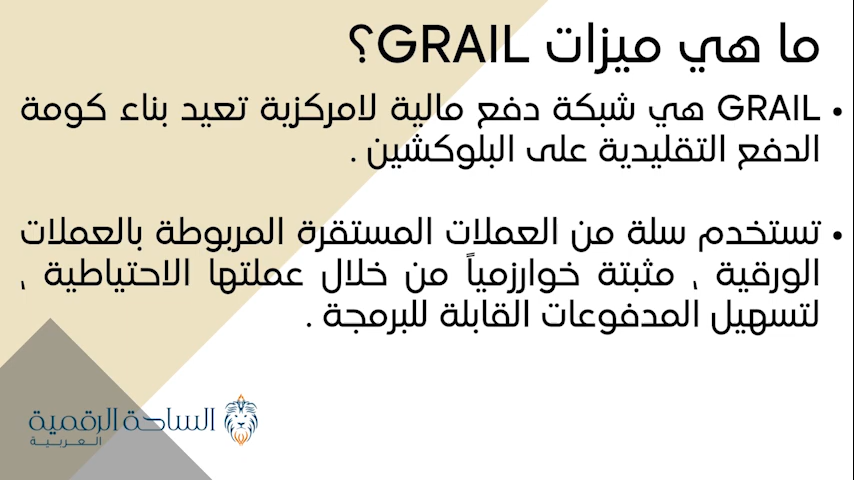 ما هي ميزات GRAIL؟
• GRAIL هي شبكة دفع مالية لامركزية تعيد بناء كومة
الدفع التقليدية على البلوكشين .
• تستخدم سلة من العملات المستقرة المربوطة بالعملات
الورقية ، مثبتة خوارزمياً من خلال عملتها الاحتياطية ،
لتسهيل المدفوعات القابلة للبرمجة .
الساحة الرقمية
العربية